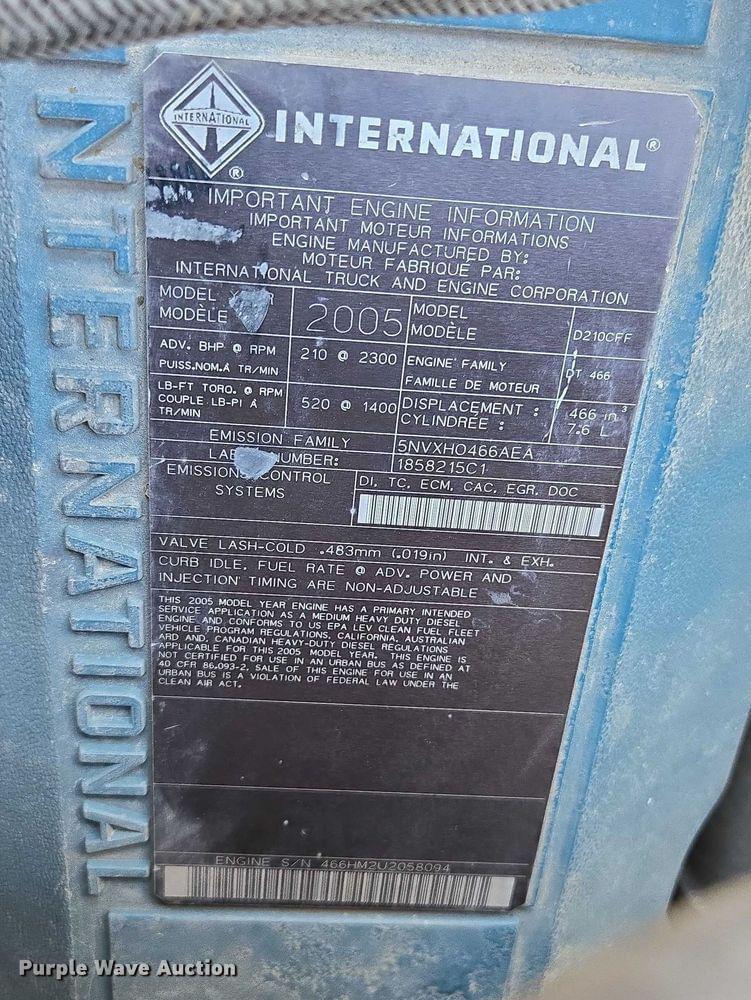 INTERNATIONAL
INTERNATIONAL
INTERNATIONAL®
®
IMPORTANT ENGINE INFORMATION
IMPORTANT MOTEUR INFORMATIONS
ENGINE MANUFACTURED BY:
MOTEUR FABRIQUÉ PAR:
INTERNATIONAL TRUCK AND ENGINE CORPORATION
MODEL
MODÈLE
2005
MODEL
MODÈLE
D210CFF
ADV. BHP @ RPM
PUISS.NOM.À TR/MIN
210 @ 2300
ENGINE FAMILY
FAMILLE DE MOTEUR
DT 466
LB-FT TORQ. @ RPM
COUPLE LB-PI À
TR/MIN
520 @ 1400
DISPLACEMENT :
CYLINDRÉE :
466 in³
7.6 L
EMISSION FAMILY
5NVXH0466AEA
NUMBER:
1858215C1
EMISSIONS CONTROL
SYSTEMS
DI, TC, ECM, CAC, EGR, DOC
VALVE LASH-COLD .483mm (.019in) INT. & EXH.
CURB IDLE, FUEL RATE @ ADV. POWER AND
INJECTION TIMING ARE NON-ADJUSTABLE
THIS 2005 MODEL YEAR ENGINE HAS A PRIMARY INTENDED
SERVICE APPLICATION AS A MEDIUM HEAVY DUTY DIESEL
ENGINE AND CONFORMS TO US EPA LEV CLEAN FUEL FLEET
VEHICLE PROGRAM REGULATIONS, CALIFORNIA, AUSTRALIAN
ARD AND, CANADIAN HEAVY-DUTY DIESEL REGULATIONS
APPLICABLE FOR THIS 2005 MODEL YEAR. THIS ENGINE IS
NOT CERTIFIED FOR USE IN AN URBAN BUS AS DEFINED AT
40 CFR 86.093-2, SALE OF THIS ENGINE FOR USE IN AN
URBAN BUS IS A VIOLATION OF FEDERAL LAW UNDER THE
CLEAN AIR ACT.
ENGINE S/N 466HM2U2058094
Purple Wave Auction